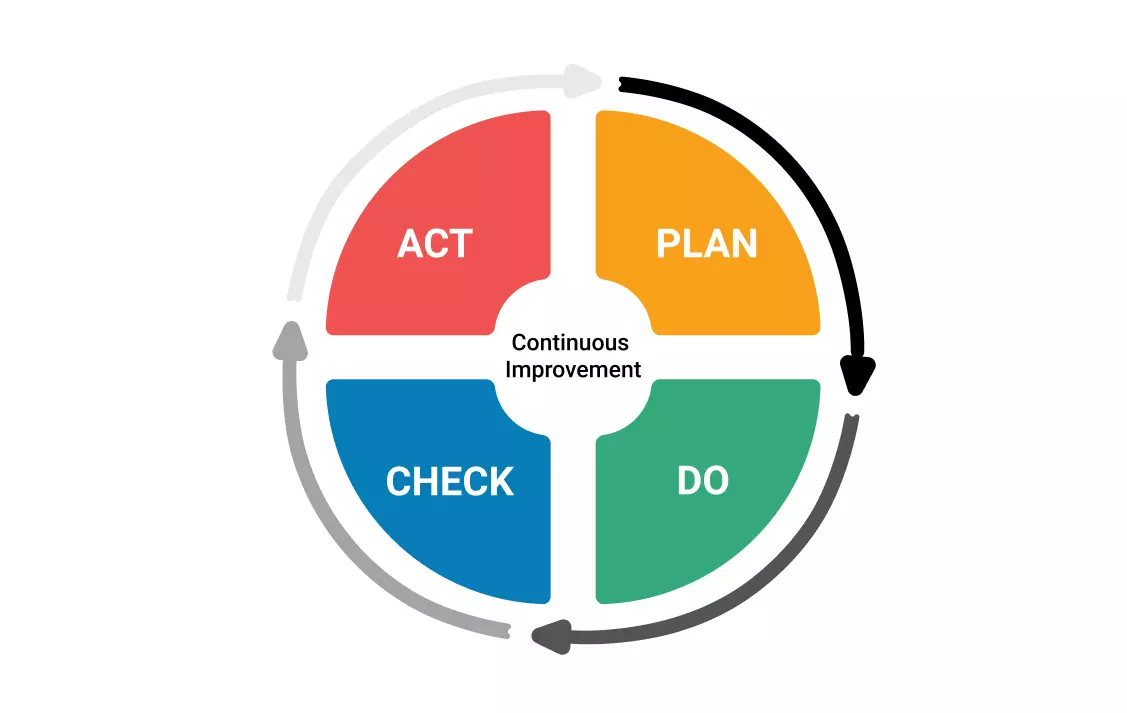 ACT
PLAN
Continuous
Improvement
CHECK
DO